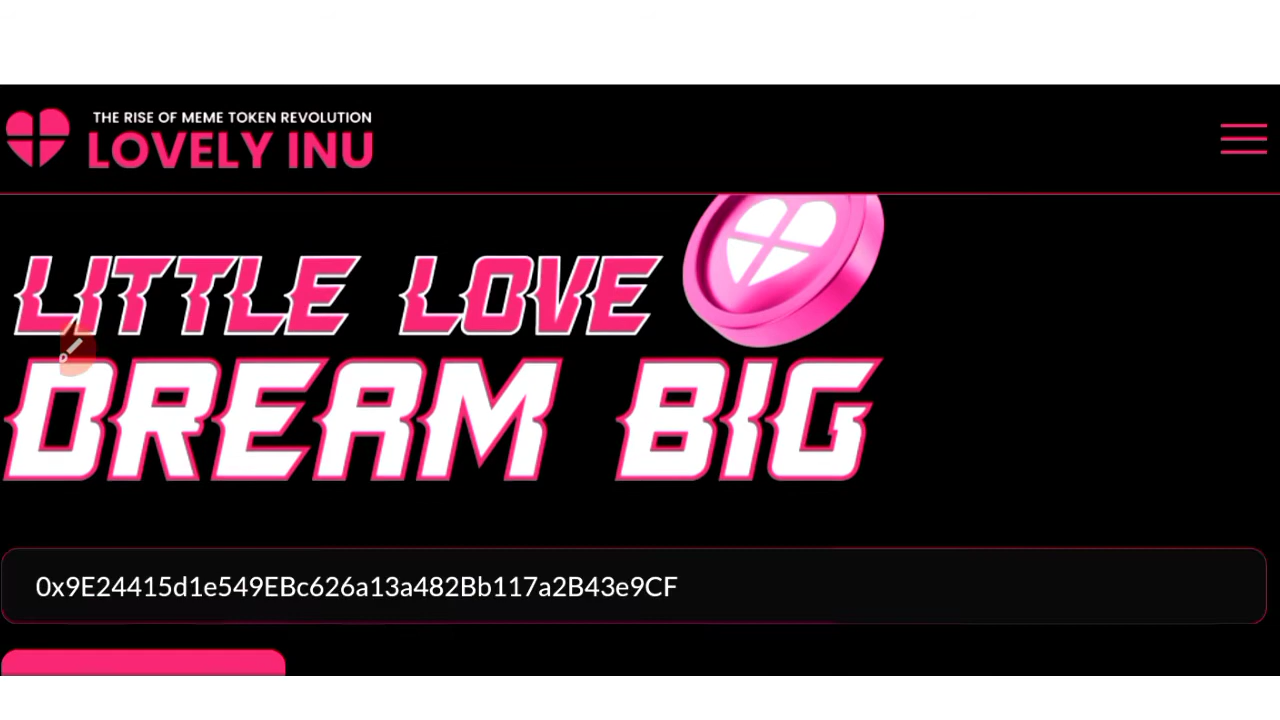 THE RISE OF MEME TOKEN REVOLUTION
LOVELY INU
LITTLE LOVE
DREAM BIG
0x9E24415d1e549EBc626a13a482Bb117a2B43e9CF